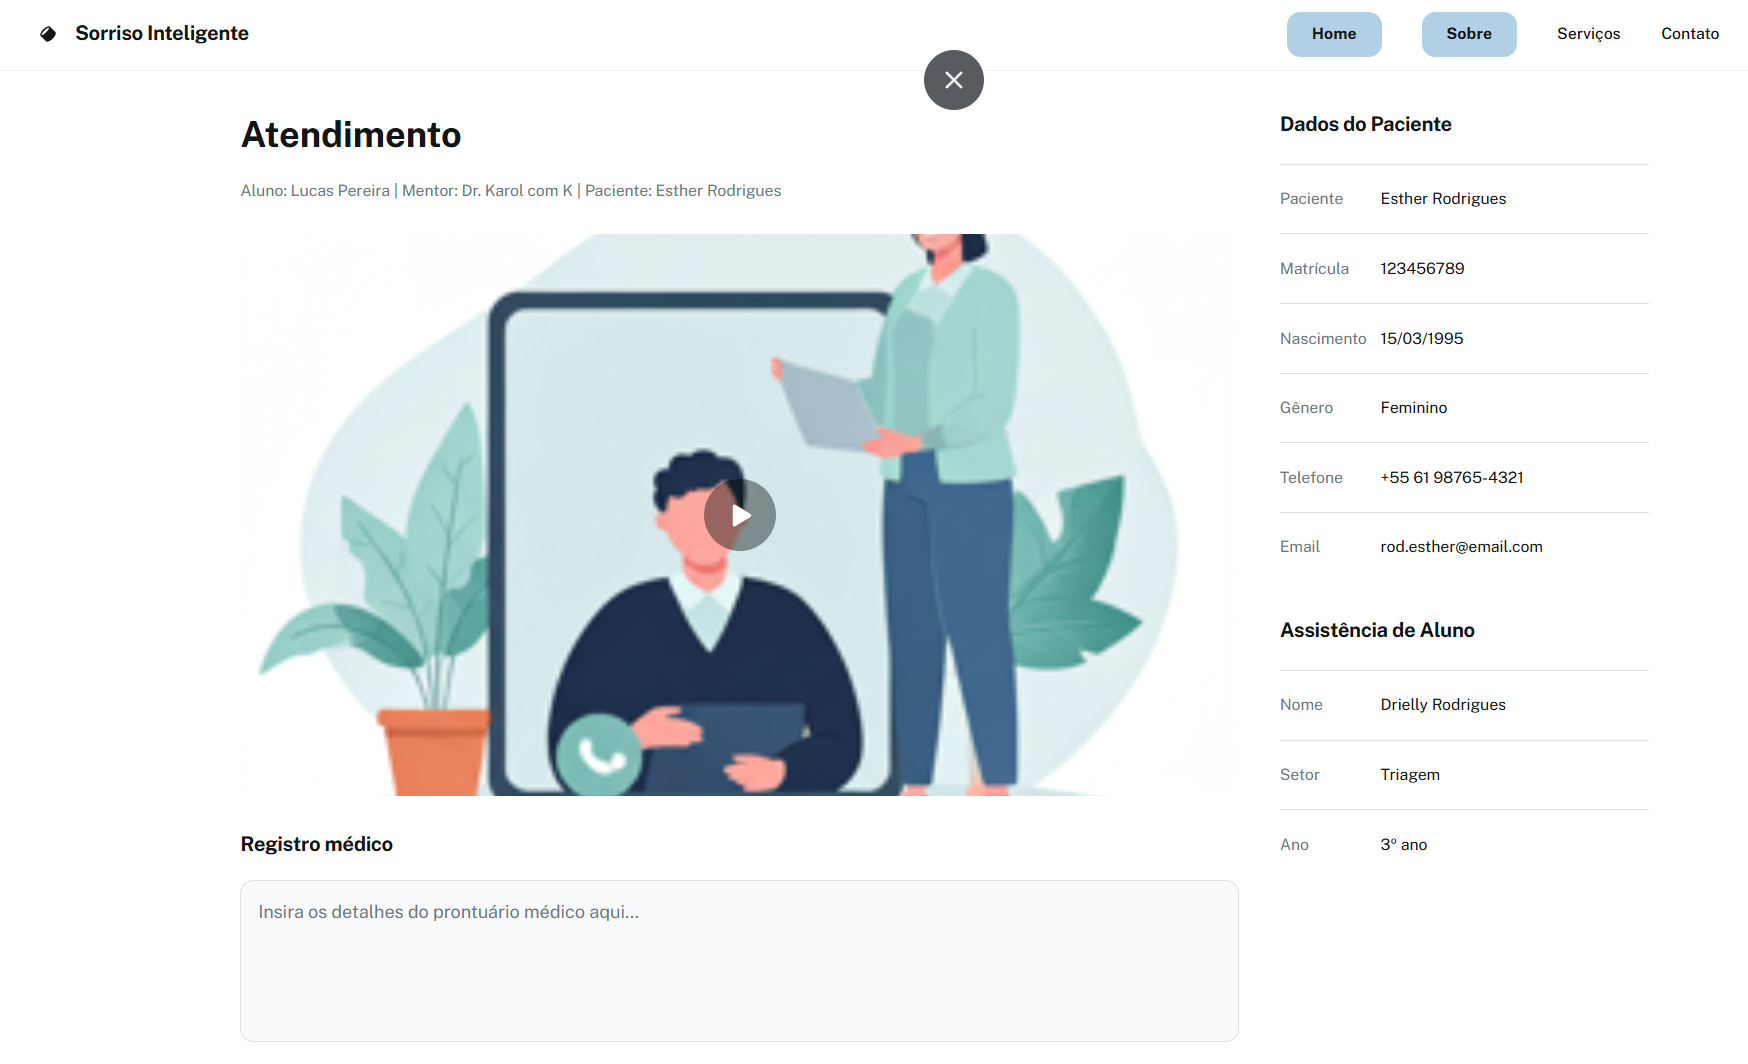 Sorriso Inteligente
Home
Sobre
Serviços
Contato
Atendimento
Aluno: Lucas Pereira | Mentor: Dr. Karol com K | Paciente: Esther Rodrigues
Registro médico
Insira os detalhes do prontuário médico aqui...
Dados do Paciente
Paciente Esther Rodrigues
Matrícula 123456789
Nascimento 15/03/1995
Gênero Feminino
Telefone +55 61 98765-4321
Email rod.esther@email.com
Assistência de Aluno
Nome Drielly Rodrigues
Setor Triagem
Ano 3º ano